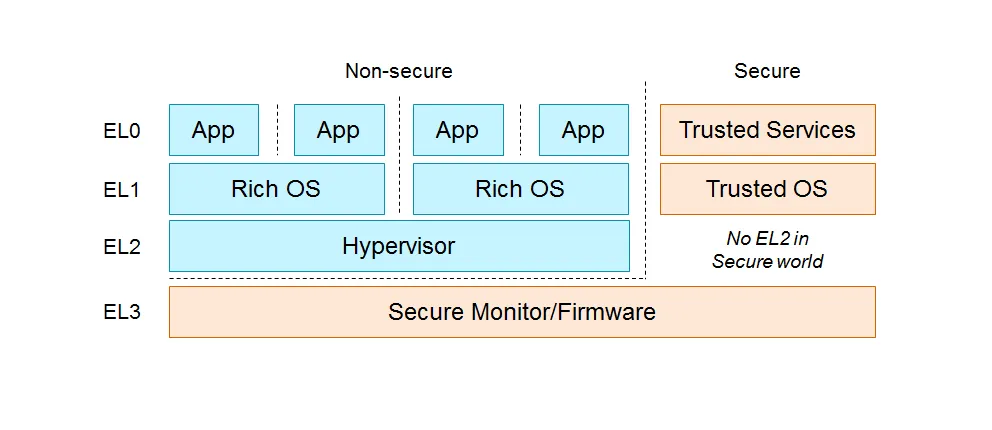 Non-secure Secure
EL0 App App App App Trusted Services
EL1 Rich OS Rich OS Trusted OS
EL2 Hypervisor No EL2 in
Secure world
EL3 Secure Monitor/Firmware